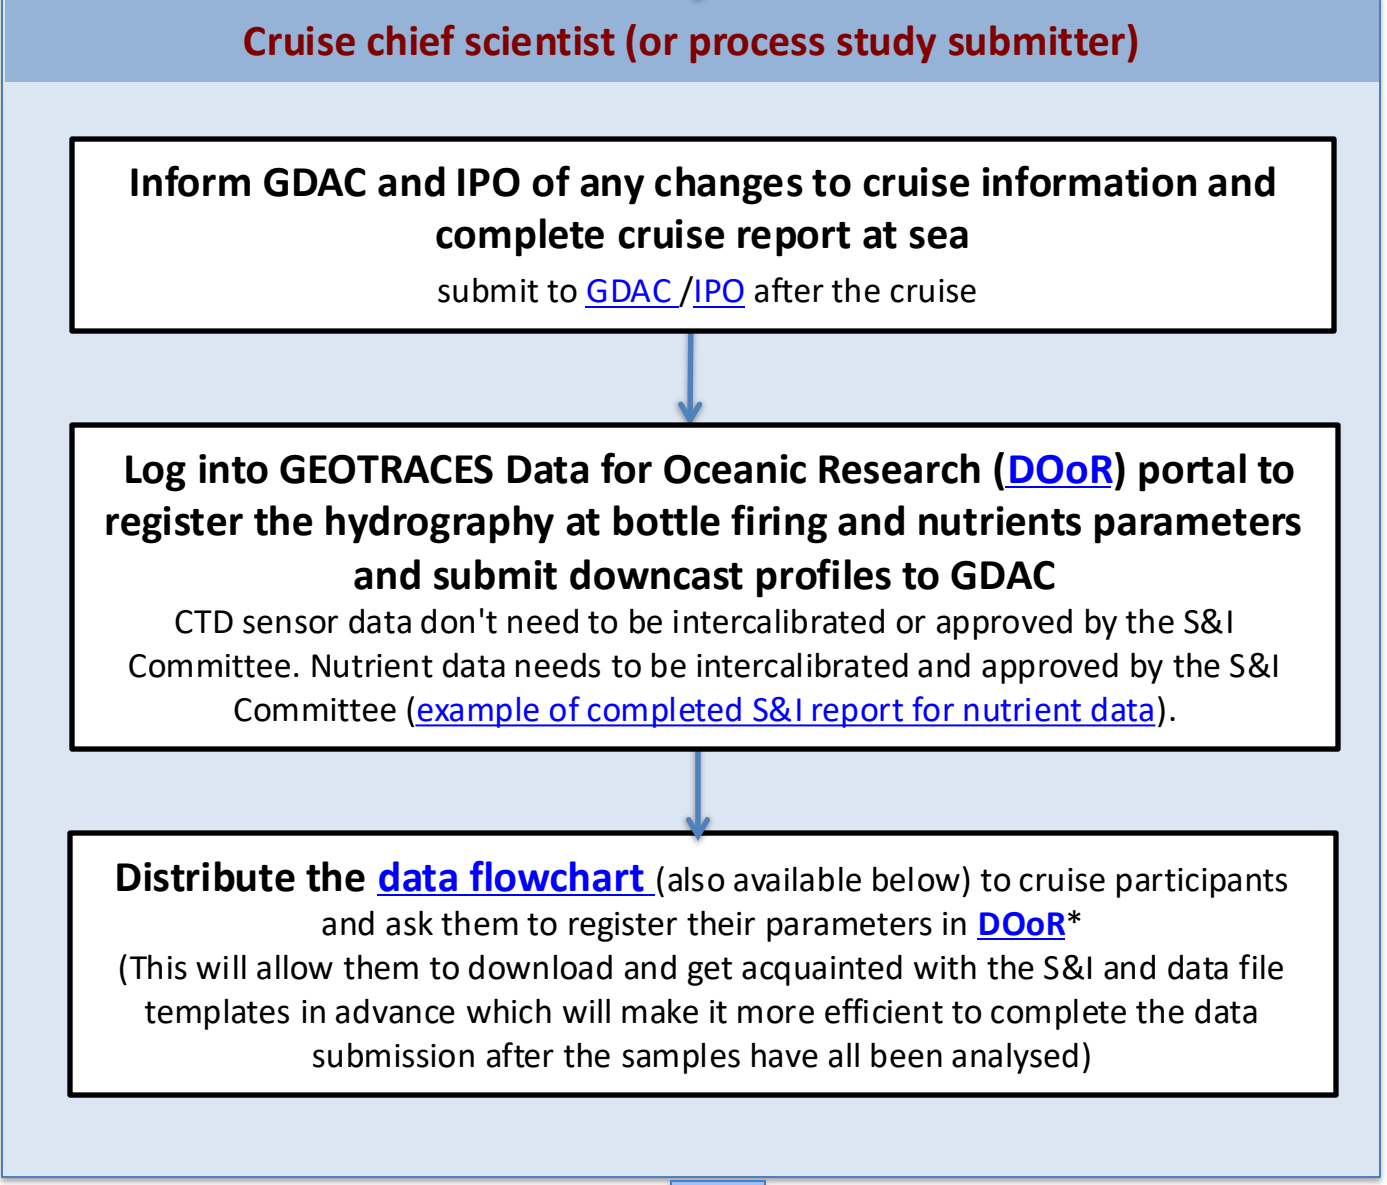 Cruise chief scientist (or process study submitter)
Inform GDAC and IPO of any changes to cruise information and
complete cruise report at sea
submit to GDAC /IPO after the cruise
Log into GEOTRACES Data for Oceanic Research (DOoR) portal to
register the hydrography at bottle firing and nutrients parameters
and submit downcast profiles to GDAC
CTD sensor data don't need to be intercalibrated or approved by the S&I
Committee. Nutrient data needs to be intercalibrated and approved by the S&I
Committee (example of completed S&I report for nutrient data).
Distribute the data flowchart (also available below) to cruise participants
and ask them to register their parameters in DOoR*
(This will allow them to download and get acquainted with the S&I and data file
templates in advance which will make it more efficient to complete the data
submission after the samples have all been analysed)